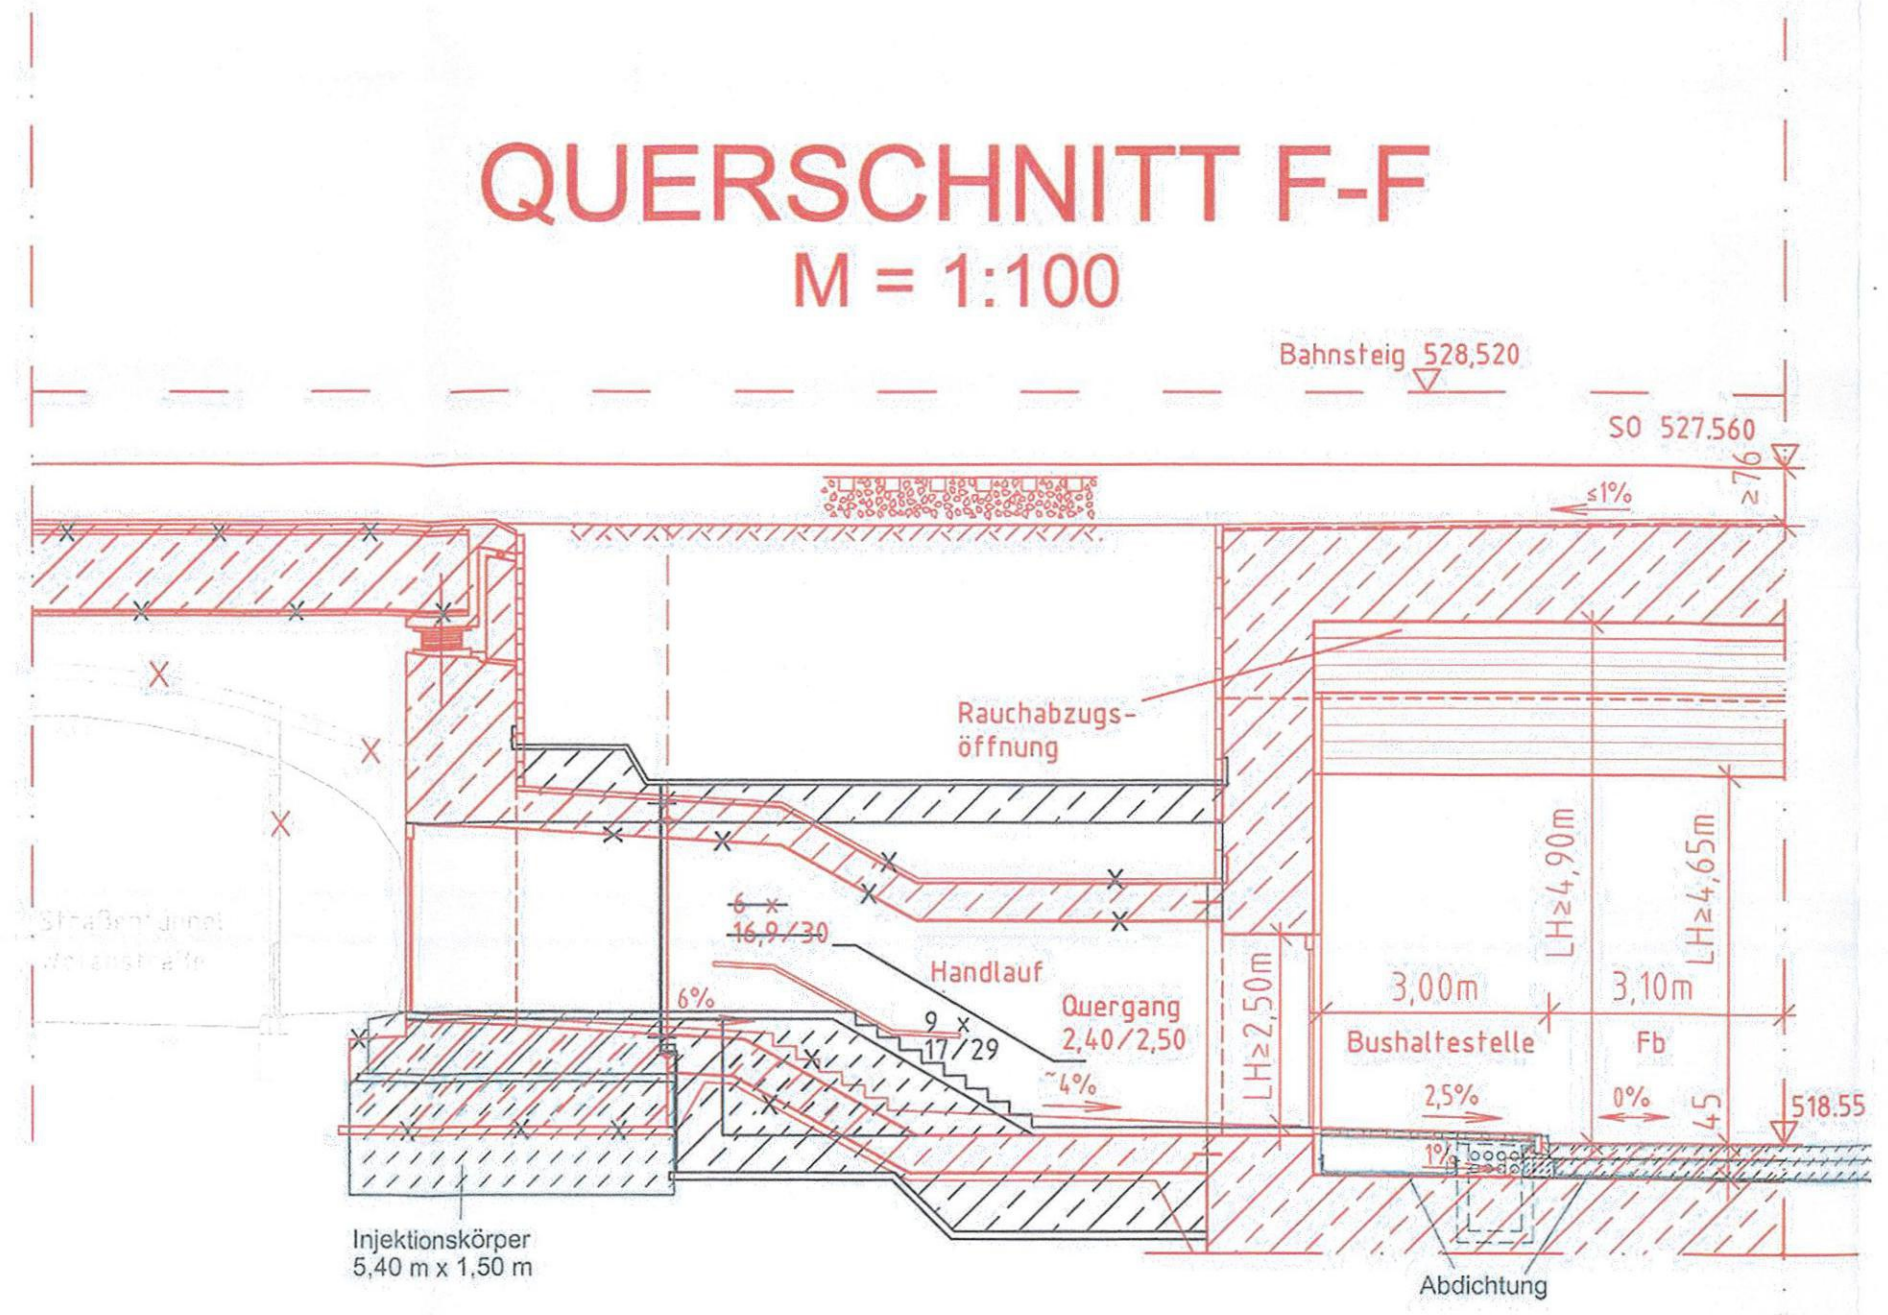 QUERSCHNITT F-F
M = 1:100
Bahnsteig 528,520
SO 527.560
≥76
≤1%
Rauchabzugs-
öffnung
LH≥4,90m
LH≥4,65m
6 x
16,9/30
Handlauf
6%
9 x
17/29
Quergang
2,40/2,50
~4%
LH≥2,50m
3,00m
3,10m
Bushaltestelle
Fb
2,5%
0%
45
518.55
1%
Injektionskörper
5,40 m x 1,50 m
Abdichtung